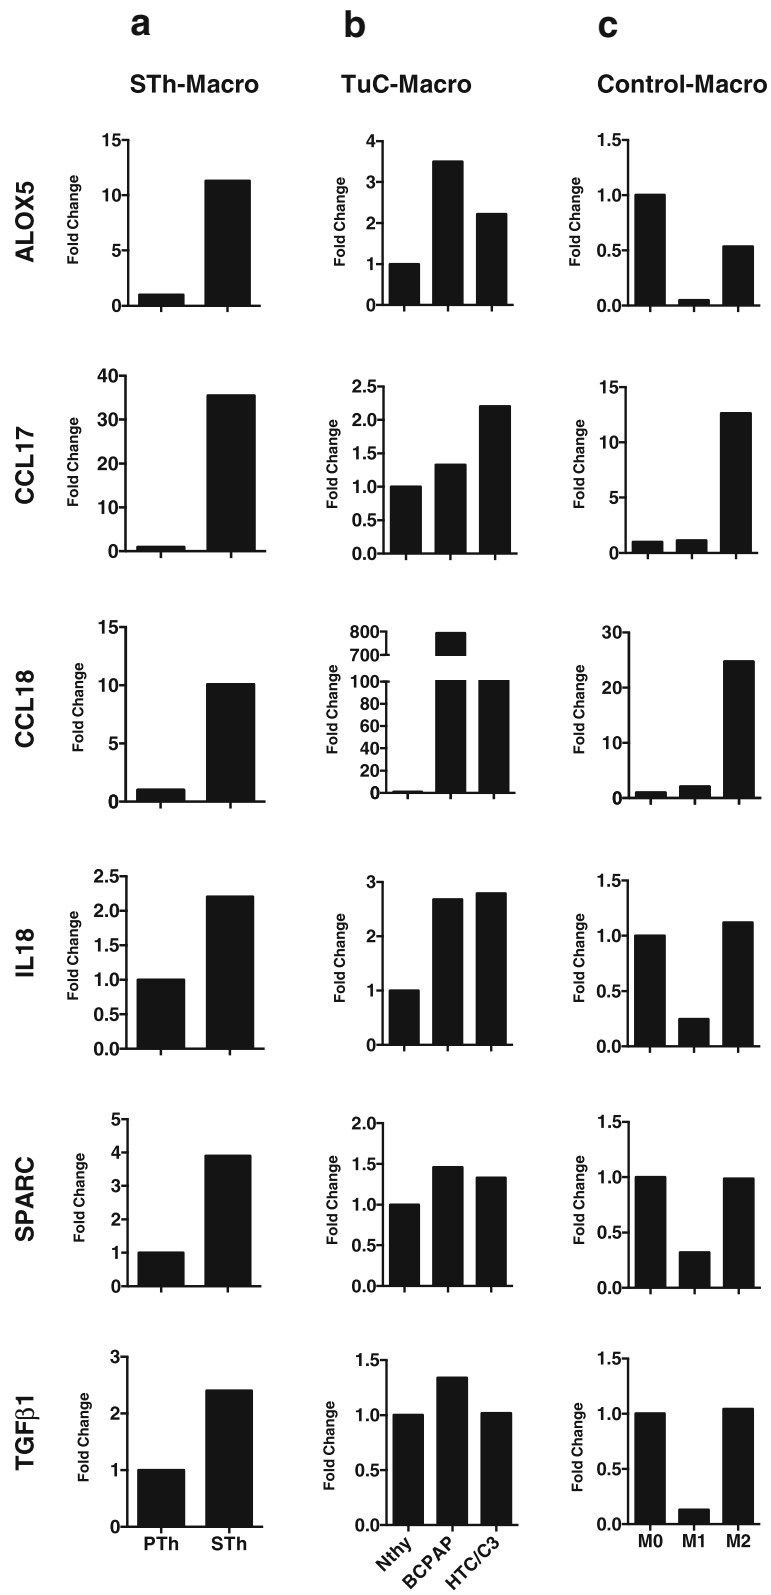 a b c
STh-Macro TuC-Macro Control-Macro
ALOX5
Fold Change
15
10
5
0
Fold Change
4
3
2
1
0
Fold Change
1.5
1.0
0.5
0.0
CCL17
Fold Change
40
30
20
10
0
Fold Change
2.5
2.0
1.5
1.0
0.5
0.0
Fold Change
15
10
5
0
CCL18
Fold Change
15
10
5
0
Fold Change
800
700
100
80
60
40
20
0
Fold Change
30
20
10
0
IL18
Fold Change
2.5
2.0
1.5
1.0
0.5
0.0
Fold Change
3
2
1
0
Fold Change
1.5
1.0
0.5
0.0
SPARC
Fold Change
5
4
3
2
1
0
Fold Change
2.0
1.5
1.0
0.5
0.0
Fold Change
1.5
1.0
0.5
0.0
TGFβ1
Fold Change
3
2
1
0
PTh STh
Fold Change
1.5
1.0
0.5
0.0
Nthy BCPAP HTC/C3
Fold Change
1.5
1.0
0.5
0.0
M0 M1 M2